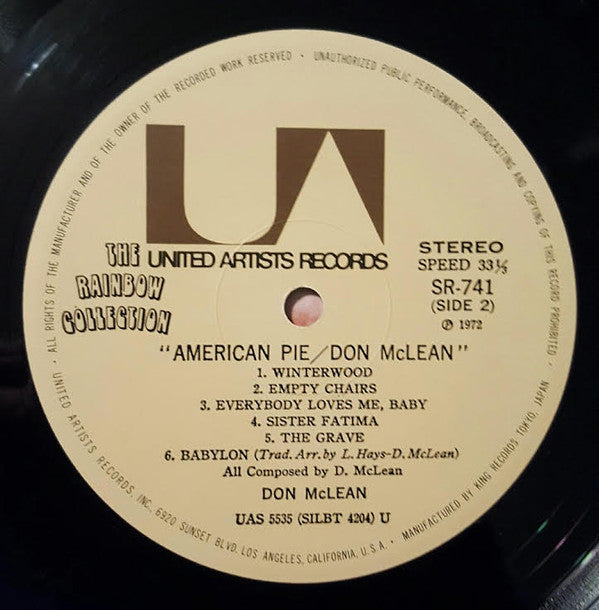 · ALL RIGHTS OF THE MANUFACTURER AND OF THE OWNER OF THE RECORDED WORK RESERVED · UNAUTHORIZED PUBLIC PERFORMANCE, BROADCASTING AND COPYING OF THIS RECORD PROHIBITED ·
UA
UNITED ARTISTS RECORDS
THE
RAINBOW
COLLECTION
STEREO
SPEED 33⅓
SR-741
(SIDE 2)
Ⓟ 1972
"AMERICAN PIE/DON McLEAN"
1. WINTERWOOD
2. EMPTY CHAIRS
3. EVERYBODY LOVES ME, BABY
4. SISTER FATIMA
5. THE GRAVE
6. BABYLON (Trad. Arr. by L. Hays-D. McLean)
All Composed by D. McLean
DON McLEAN
UAS 5535 (SILBT 4204) U
UNITED ARTISTS RECORDS, INC., 6920 SUNSET BLVD. LOS ANGELES, CALIFORNIA, U.S.A. · MANUFACTURED BY KING RECORDS TOKYO, JAPAN